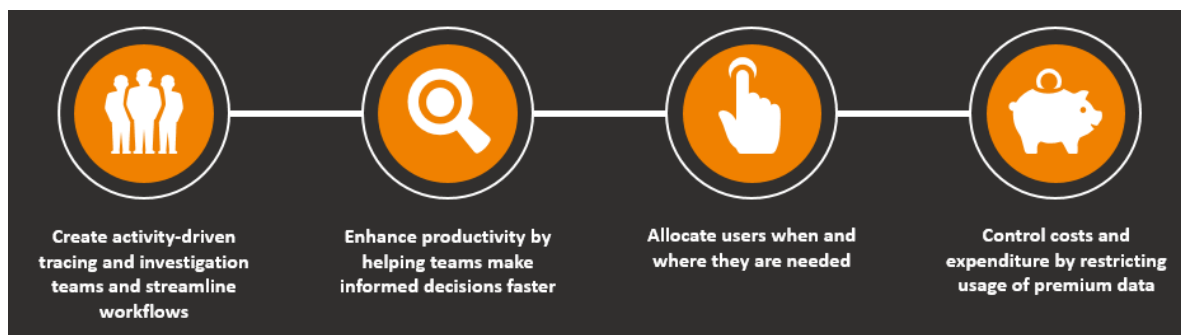 Create activity-driven
tracing and investigation
teams and streamline
workflows
Enhance productivity by
helping teams make
informed decisions faster
Allocate users when and
where they are needed
Control costs and
expenditure by restricting
usage of premium data